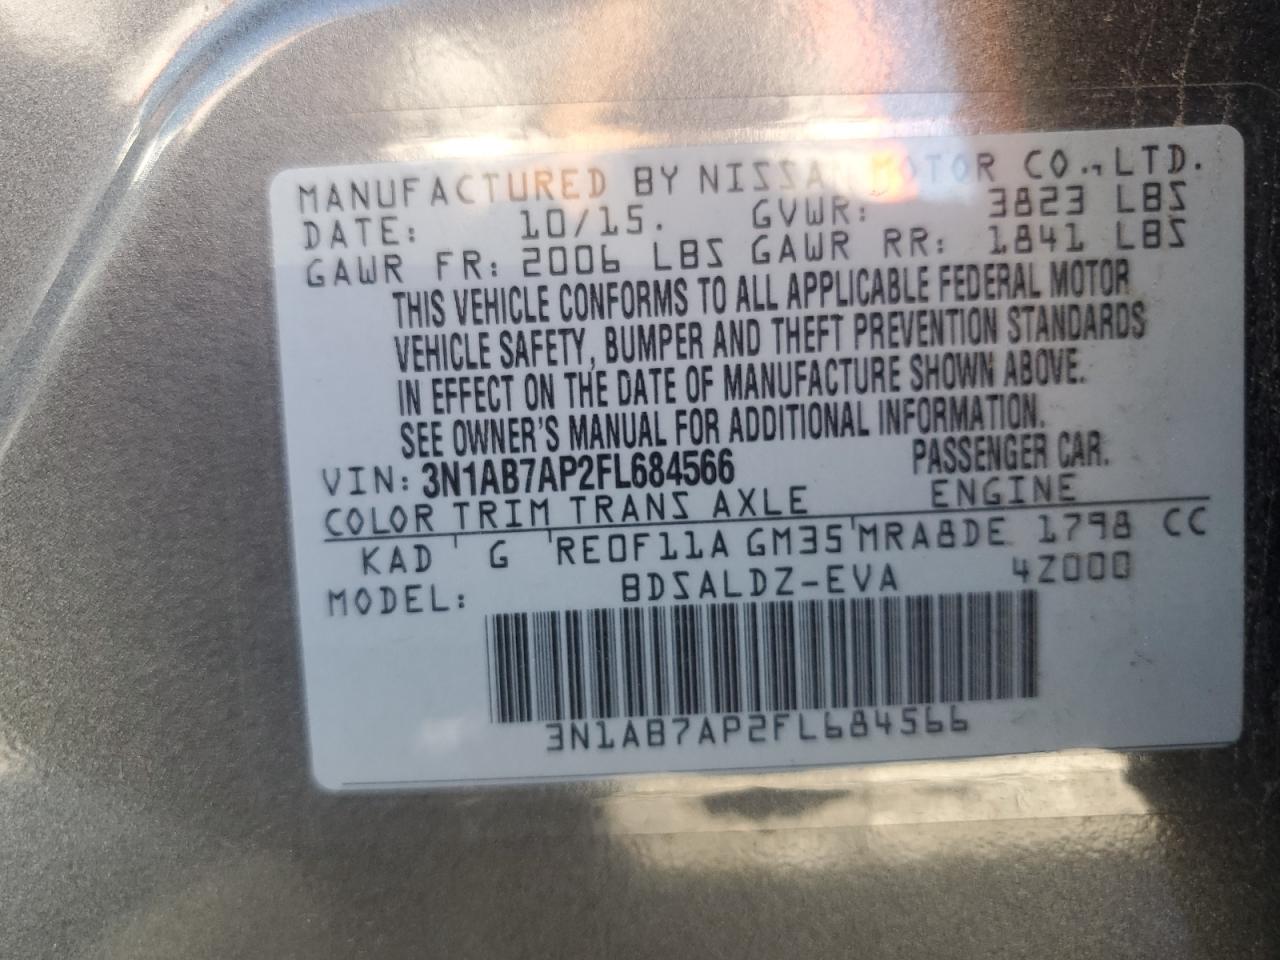 MANUFACTURED BY NISSAN MOTOR CO., LTD.
DATE: 10/15. GVWR: 3823 LBS
GAWR FR: 2006 LBS GAWR RR: 1841 LBS
THIS VEHICLE CONFORMS TO ALL APPLICABLE FEDERAL MOTOR
VEHICLE SAFETY, BUMPER AND THEFT PREVENTION STANDARDS
IN EFFECT ON THE DATE OF MANUFACTURE SHOWN ABOVE.
SEE OWNER'S MANUAL FOR ADDITIONAL INFORMATION.
VIN: 3N1AB7AP2FL684566 PASSENGER CAR.
COLOR TRIM TRANS AXLE ENGINE
KAD G RE0F11A GM35 MRA8DE 1798 CC
MODEL: BDSALDZ-EVA 4Z000
3N1AB7AP2FL684566